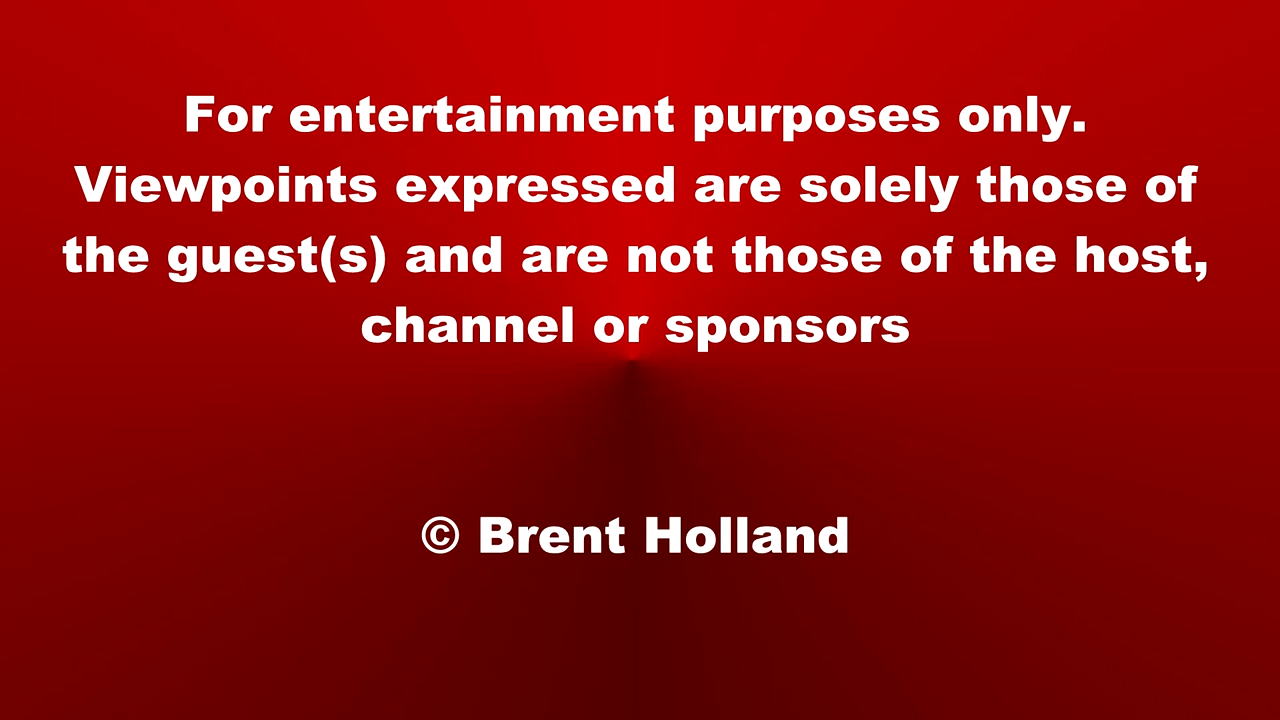 For entertainment purposes only.
Viewpoints expressed are solely those of
the guest(s) and are not those of the host,
channel or sponsors
© Brent Holland